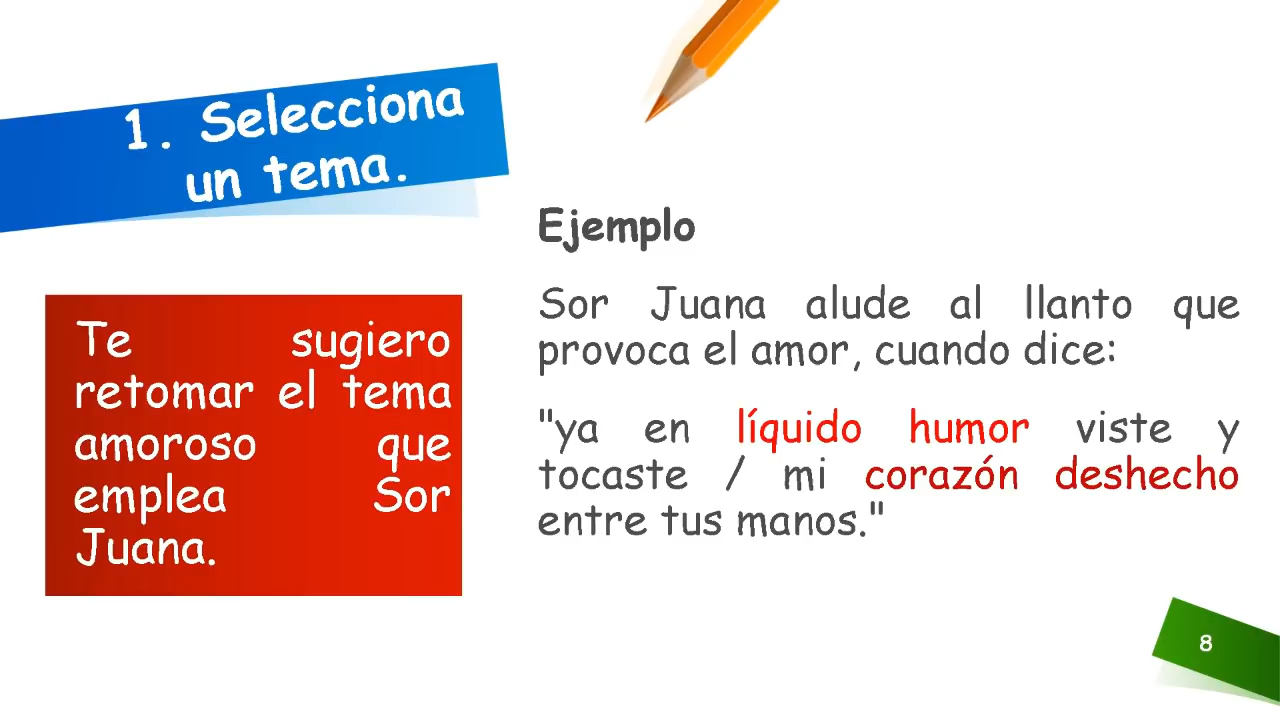 1. Selecciona
un tema.
Te sugiero
retomar el tema
amoroso que
emplea Sor
Juana.
Ejemplo
Sor Juana alude al llanto que
provoca el amor, cuando dice:
"ya en líquido humor viste y
tocaste / mi corazón deshecho
entre tus manos."
8